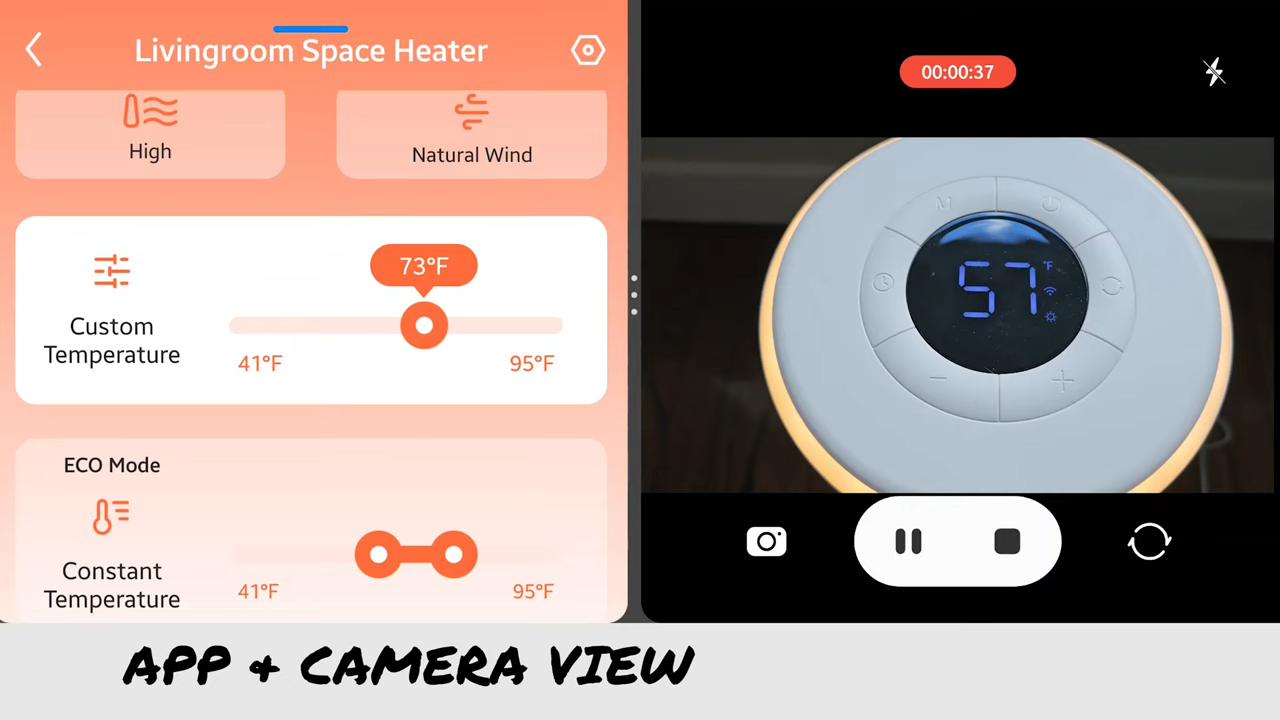 Livingroom Space Heater
High
Natural Wind
73°F
Custom
Temperature
41°F
95°F
ECO Mode
Constant
Temperature
41°F
95°F
00:00:37
M
57 °F
− +
APP & CAMERA VIEW